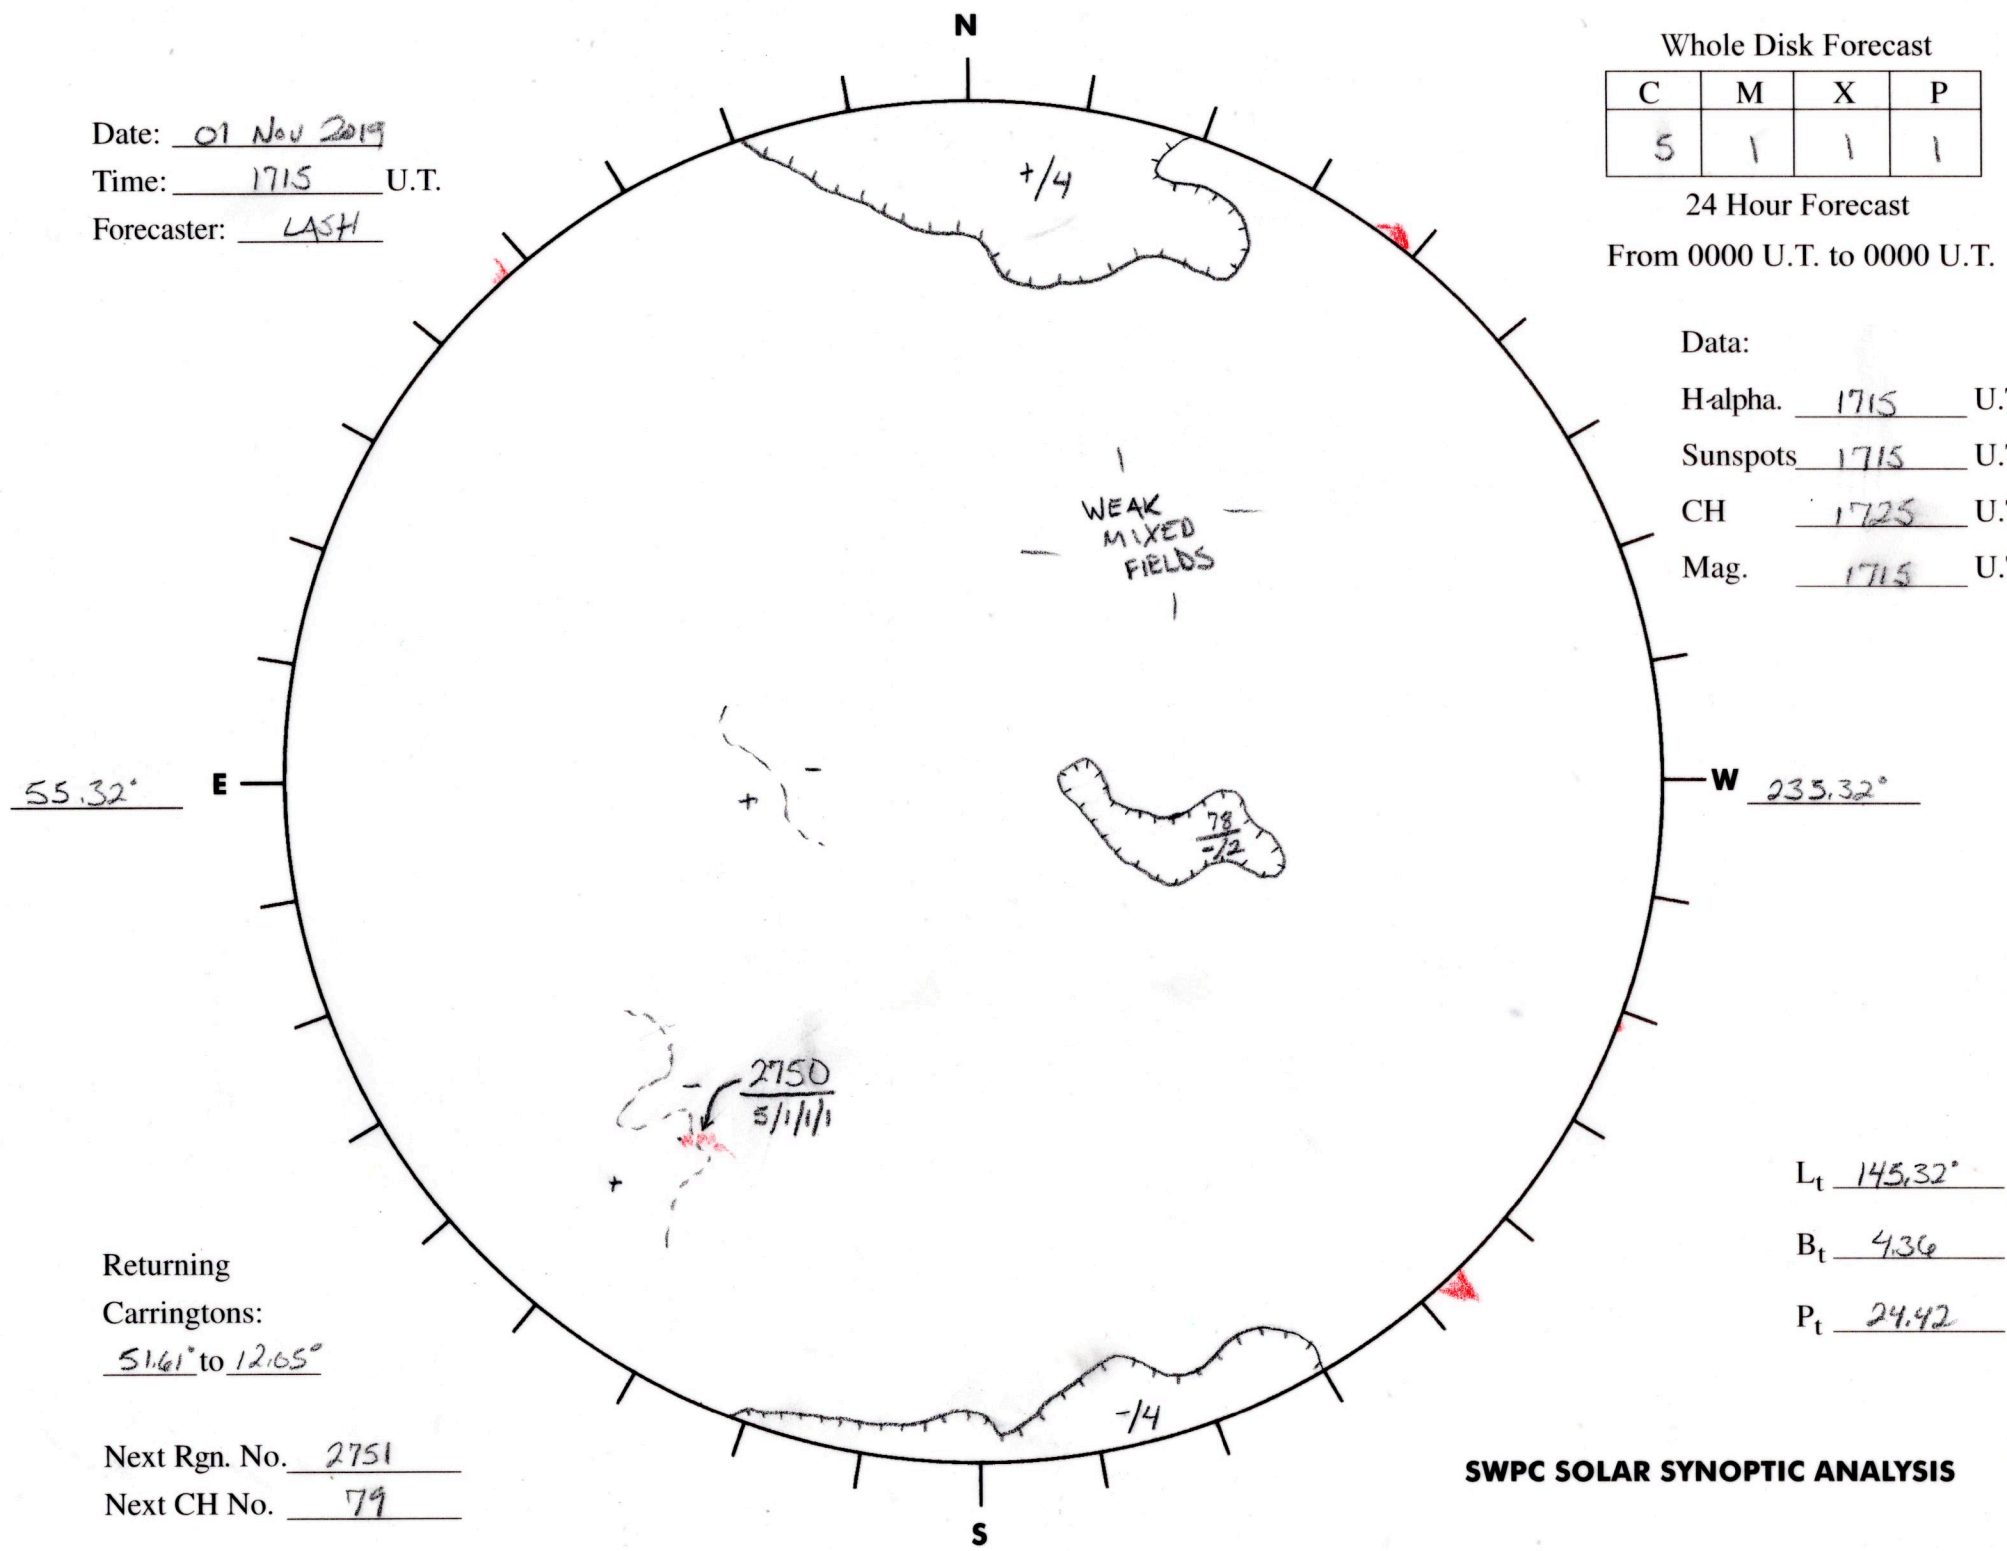 N
Date: 01 Nov 2019
Time: 1715 U.T.
Forecaster: LASH
Whole Disk Forecast
C M X P
5 1 1 1
24 Hour Forecast
From 0000 U.T. to 0000 U.T.
+/4
Data:
H-alpha. 1715 U.
Sunspots 1715 U.
CH 1725 U.
Mag. 1715 U.
WEAK
MIXED
FIELDS
-
+
55.32° E
W 235.32°
78
-/2
2750
5/1/1/1
-
+
Lt 145.32°
Bt 4.36
Pt 24.42
Returning
Carringtons:
51.61° to 12.05°
-/4
Next Rgn. No. 2751
Next CH No. 79
SWPC SOLAR SYNOPTIC ANALYSIS
S